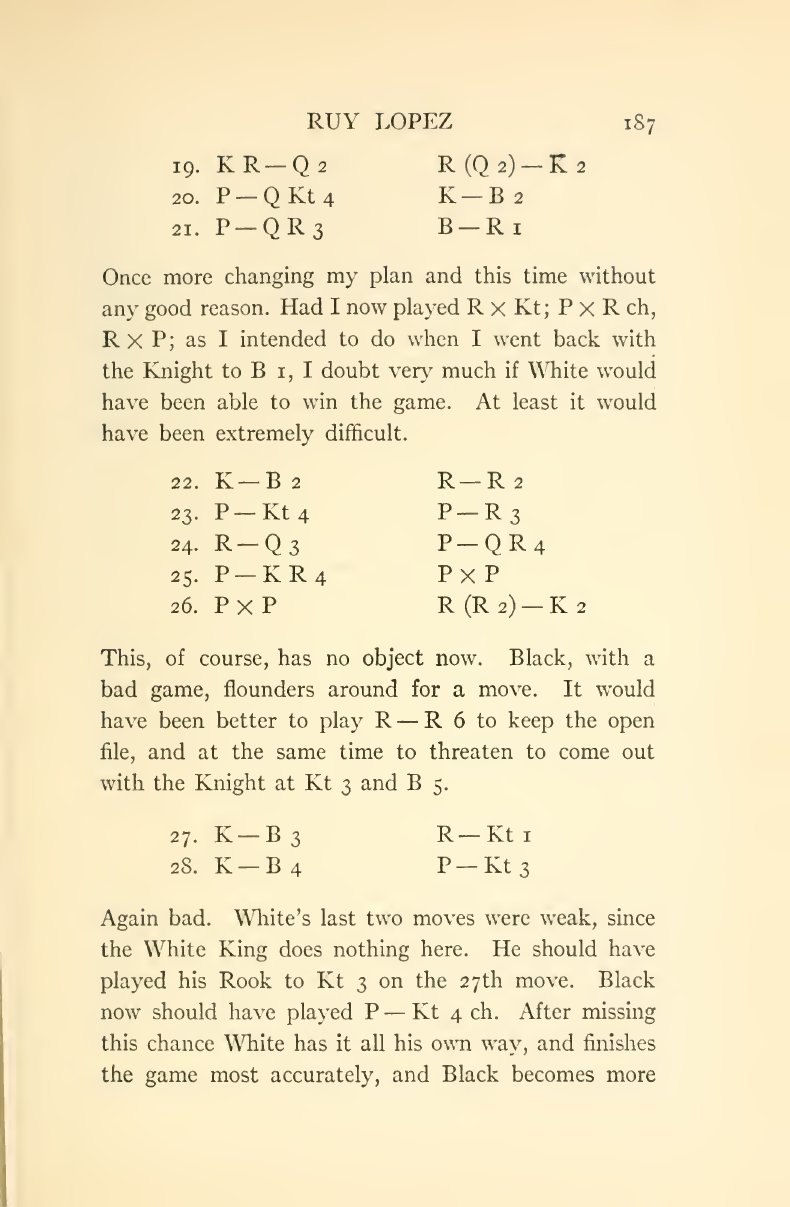 RUY LOPEZ 187
19. K R — Q 2 R (Q 2) — K 2
20. P — Q Kt 4 K — B 2
21. P — Q R 3 B — R 1
Once more changing my plan and this time without
any good reason. Had I now played R × Kt; P × R ch,
R × P; as I intended to do when I went back with
the Knight to B 1, I doubt very much if White would
have been able to win the game. At least it would
have been extremely difficult.
22. K — B 2 R — R 2
23. P — Kt 4 P — R 3
24. R — Q 3 P — Q R 4
25. P — K R 4 P × P
26. P × P R (R 2) — K 2
This, of course, has no object now. Black, with a
bad game, flounders around for a move. It would
have been better to play R — R 6 to keep the open
file, and at the same time to threaten to come out
with the Knight at Kt 3 and B 5.
27. K — B 3 R — Kt 1
28. K — B 4 P — Kt 3
Again bad. White's last two moves were weak, since
the White King does nothing here. He should have
played his Rook to Kt 3 on the 27th move. Black
now should have played P — Kt 4 ch. After missing
this chance White has it all his own way, and finishes
the game most accurately, and Black becomes more